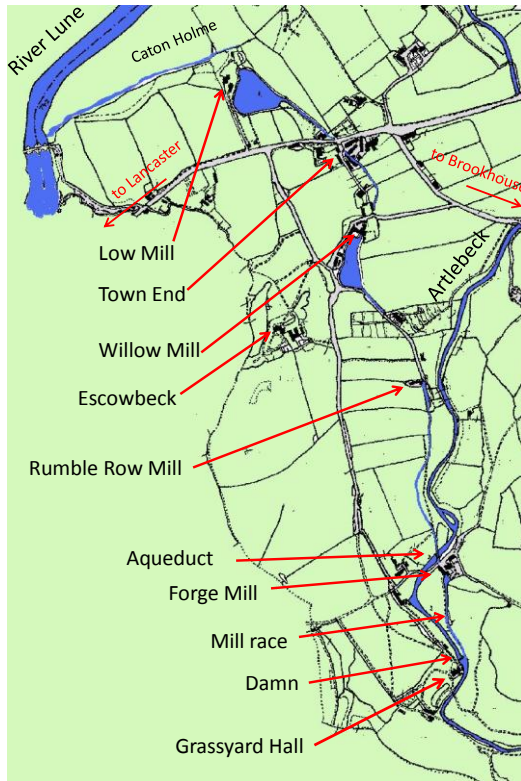 River Lune
Caton Holme
to Lancaster
to Brookhouse
Low Mill
Town End
Artlebeck
Willow Mill
Escowbeck
Rumble Row Mill
Aqueduct
Forge Mill
Mill race
Damn
Grassyard Hall